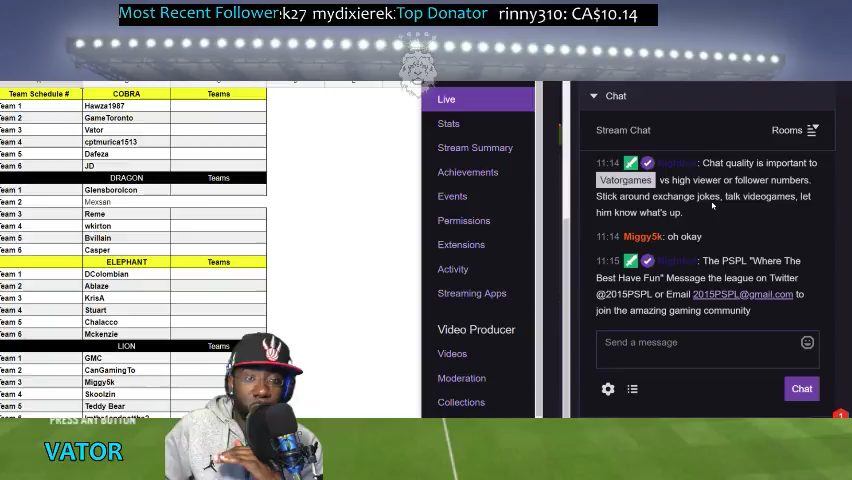 Most Recent Follower: k27 mydixierek Top Donator rinny310: CA$10.14
Team Schedule # COBRA Teams
Team 1 Hawza1987
Team 2 GameToronto
Team 3 Vator
Team 4 cptmurica1513
Team 5 Dafeza
Team 6 JD
DRAGON Teams
Team 1 Glensboroicon
Team 2 Mexsan
Team 3 Reme
Team 4 wkirton
Team 5 Bvillain
Team 6 Casper
ELEPHANT Teams
Team 1 DColombian
Team 2 Ablaze
Team 3 KrisA
Team 4 Stuart
Team 5 Chalacco
Team 6 Mckenzie
LION Teams
Team 1 GMC
Team 2 CanGamingTo
Team 3 Miggy5k
Team 4 Skoolzin
Team 5 Teddy Bear
PRESS ANY BUTTON
VATOR
Live
Stats
Stream Summary
Achievements
Events
Permissions
Extensions
Activity
Streaming Apps
Video Producer
Videos
Moderation
Collections
Chat
Stream Chat Rooms
11:14 Nightbot: Chat quality is important to
Vatorgames vs high viewer or follower numbers.
Stick around exchange jokes, talk videogames, let
him know what's up.
11:14 Miggy5k: oh okay
11:15 Nightbot: The PSPL "Where The
Best Have Fun" Message the league on Twitter
@2015PSPL or Email 2015PSPL@gmail.com to
join the amazing gaming community
Send a message
Chat
1